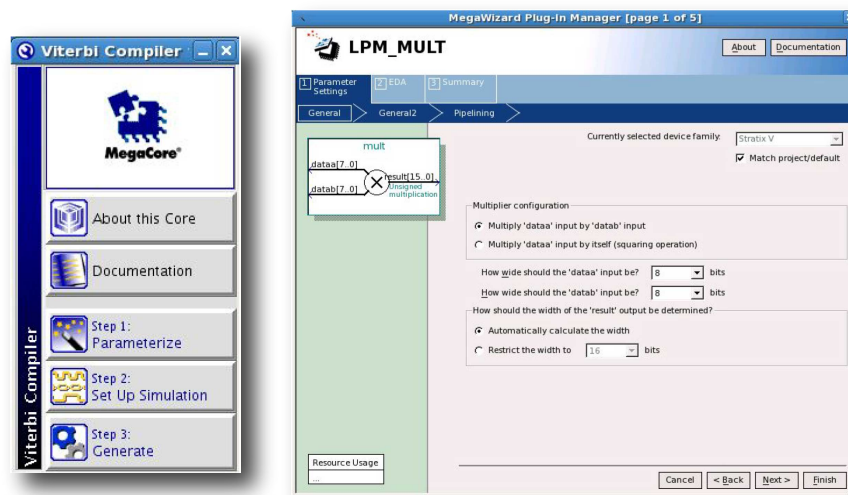 Viterbi Compiler
MegaCore®
About this Core
Documentation
Step 1:
Parameterize
Step 2:
Set Up Simulation
Step 3:
Generate
Viterbi Compiler
MegaWizard Plug-In Manager [page 1 of 5]
LPM_MULT
About
Documentation
1 Parameter
Settings
2 EDA
3 Summary
General
General2
Pipelining
Currently selected device family:
Stratix V
Match project/default
mult
dataa[7..0]
result[15..0]
datab[7..0]
Unsigned
multiplication
Multiplier configuration
Multiply 'dataa' input by 'datab' input
Multiply 'dataa' input by itself (squaring operation)
How wide should the 'dataa' input be? 8 bits
How wide should the 'datab' input be? 8 bits
How should the width of the 'result' output be determined?
Automatically calculate the width
Restrict the width to 16 bits
Resource Usage
...
Cancel
< Back
Next >
Finish